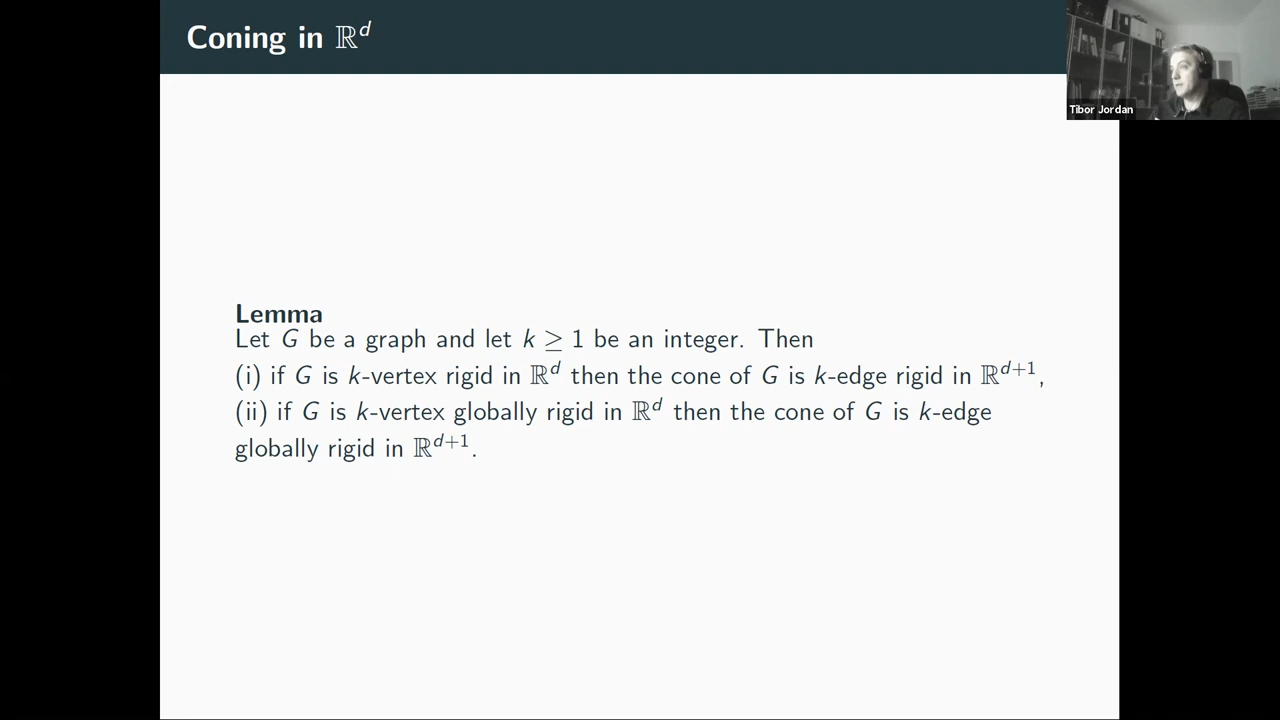 Coning in ℝ^d
Tibor Jordan
Lemma
Let G be a graph and let k ≥ 1 be an integer. Then
(i) if G is k-vertex rigid in ℝ^d then the cone of G is k-edge rigid in ℝ^{d+1},
(ii) if G is k-vertex globally rigid in ℝ^d then the cone of G is k-edge
globally rigid in ℝ^{d+1}.